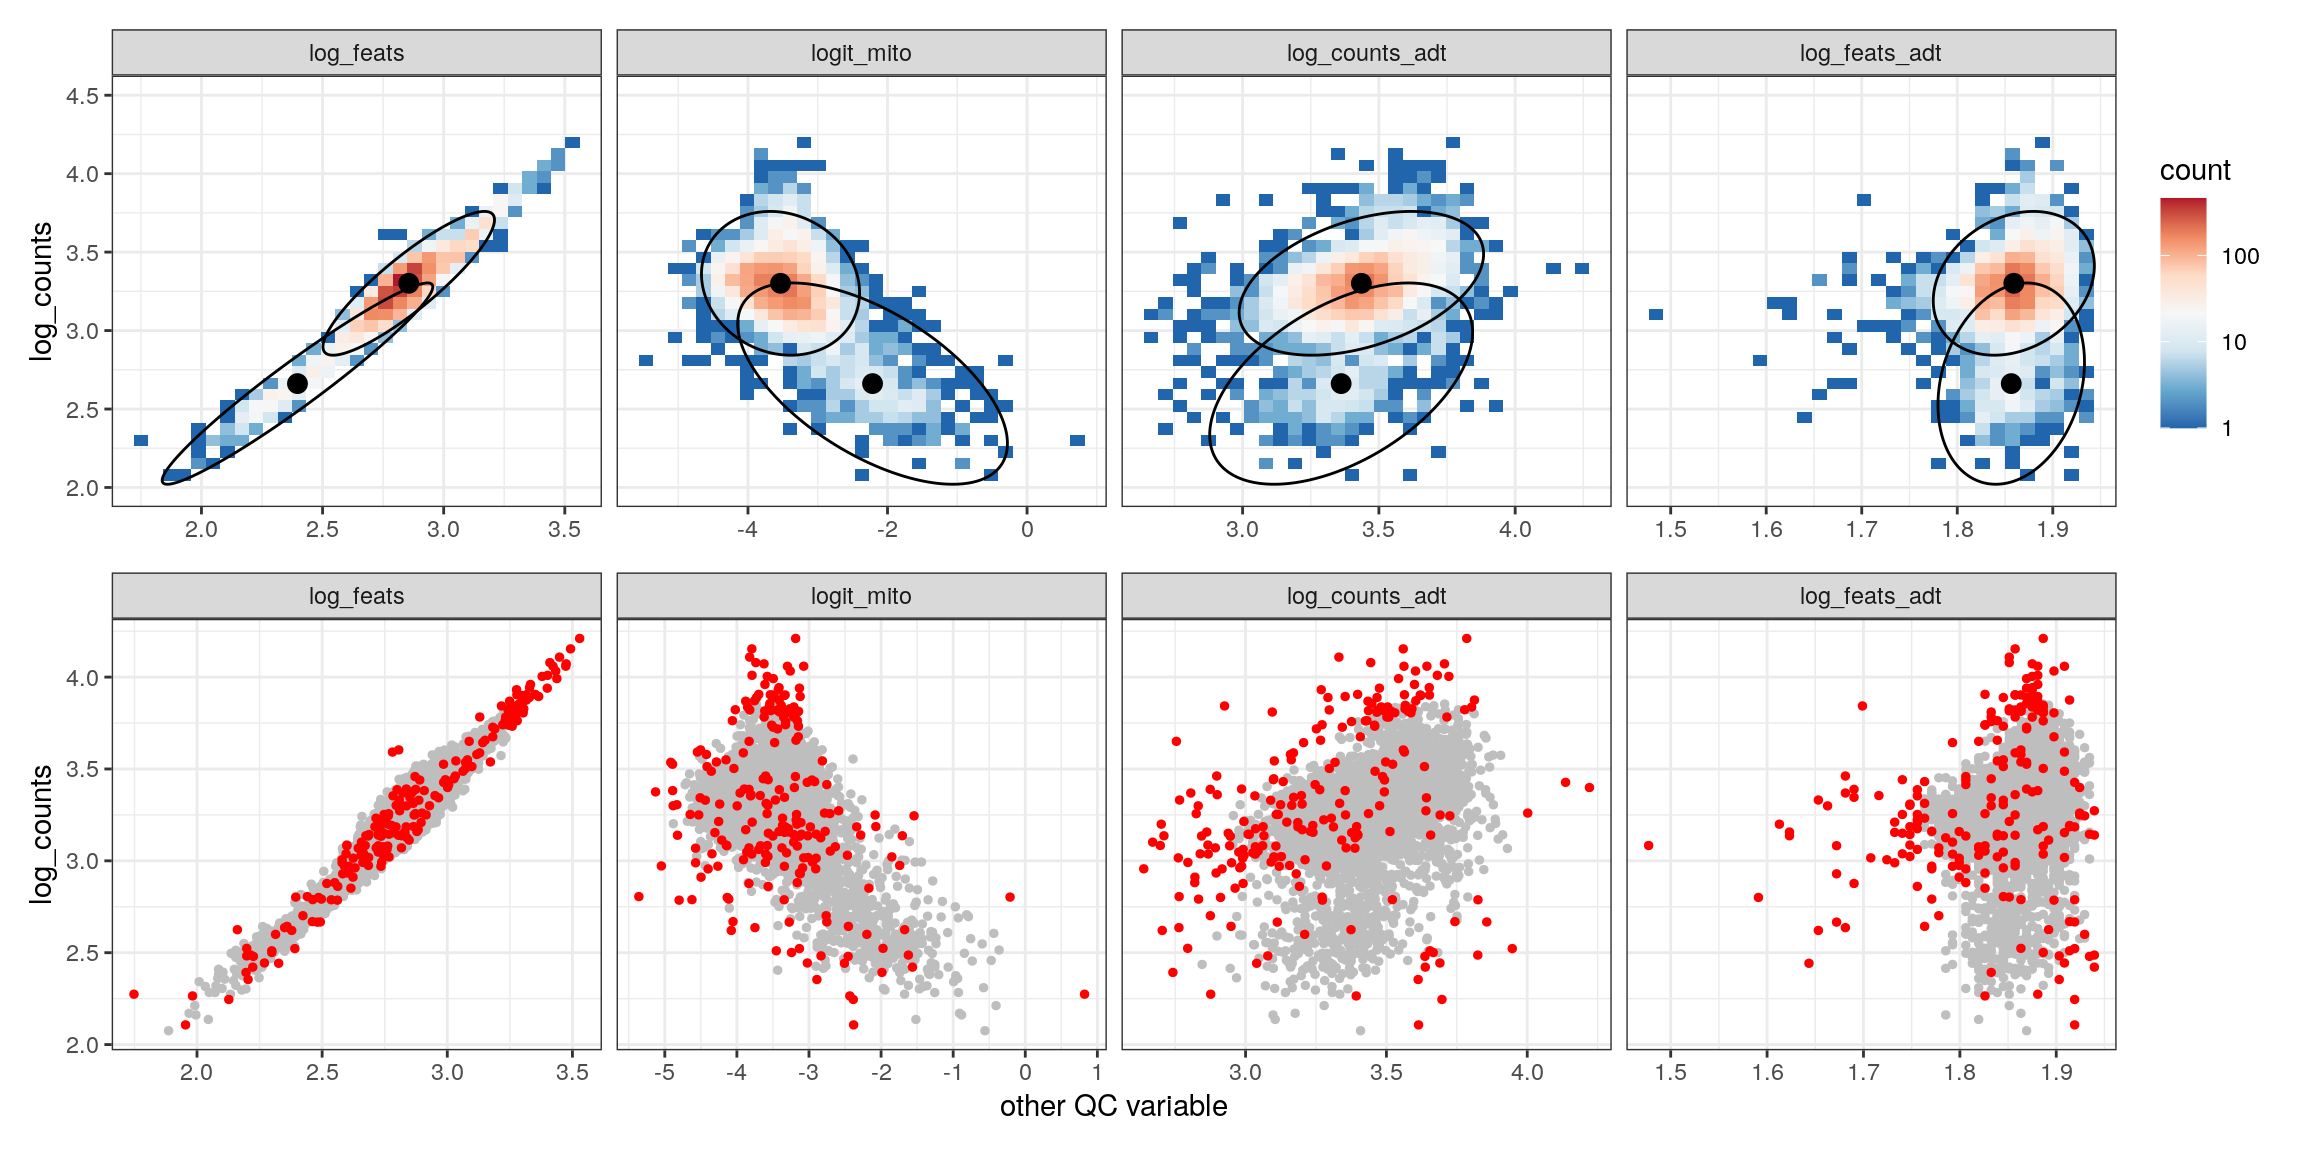 log_feats logit_mito log_counts_adt log_feats_adt
4.5
4.0
3.5
3.0
2.5
2.0
log_counts
2.0 2.5 3.0 3.5 -4 -2 0 3.0 3.5 4.0 1.5 1.6 1.7 1.8 1.9
count
100
10
1
log_feats logit_mito log_counts_adt log_feats_adt
4.0
3.5
3.0
2.5
2.0
log_counts
2.0 2.5 3.0 3.5 -5 -4 -3 -2 -1 0 1 3.0 3.5 4.0 1.5 1.6 1.7 1.8 1.9
other QC variable